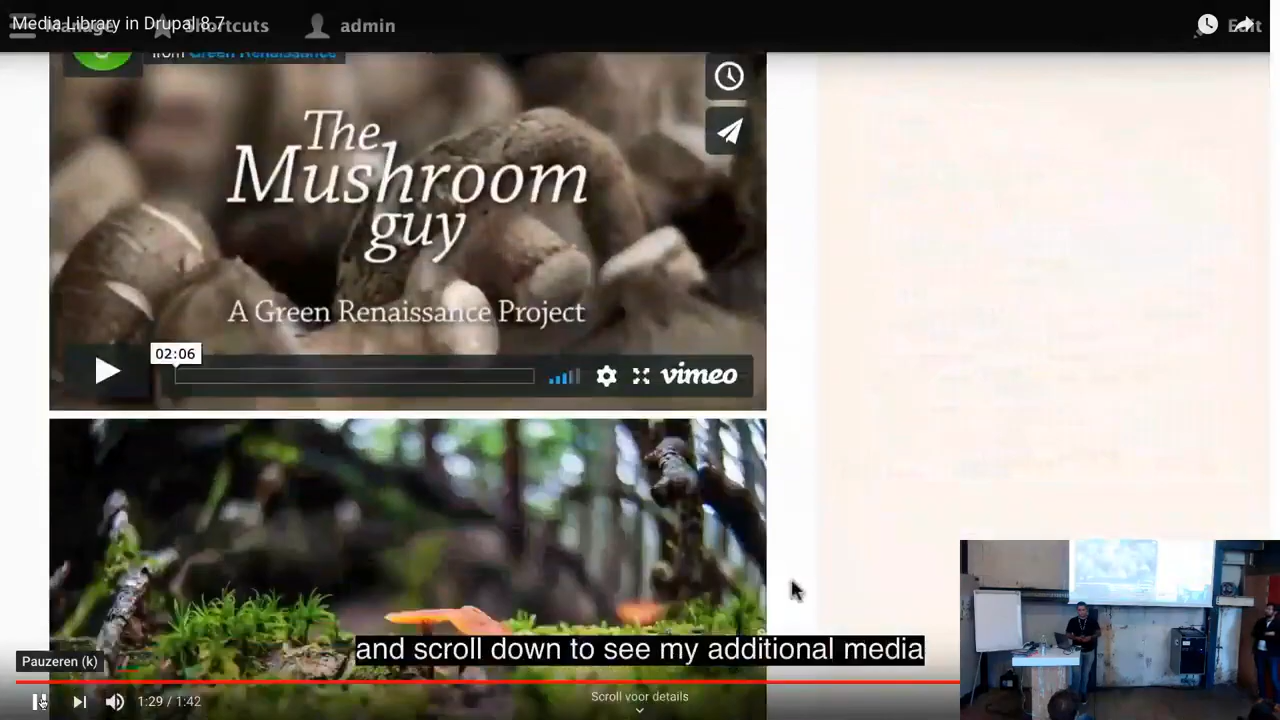 Media Library in Drupal 8.7
Manage Shortcuts admin Edit
from Green Renaissance
The
Mushroom
guy
A Green Renaissance Project
02:06
vimeo
and scroll down to see my additional media
Pauzeren (k)
1:29 / 1:42
Scroll voor details